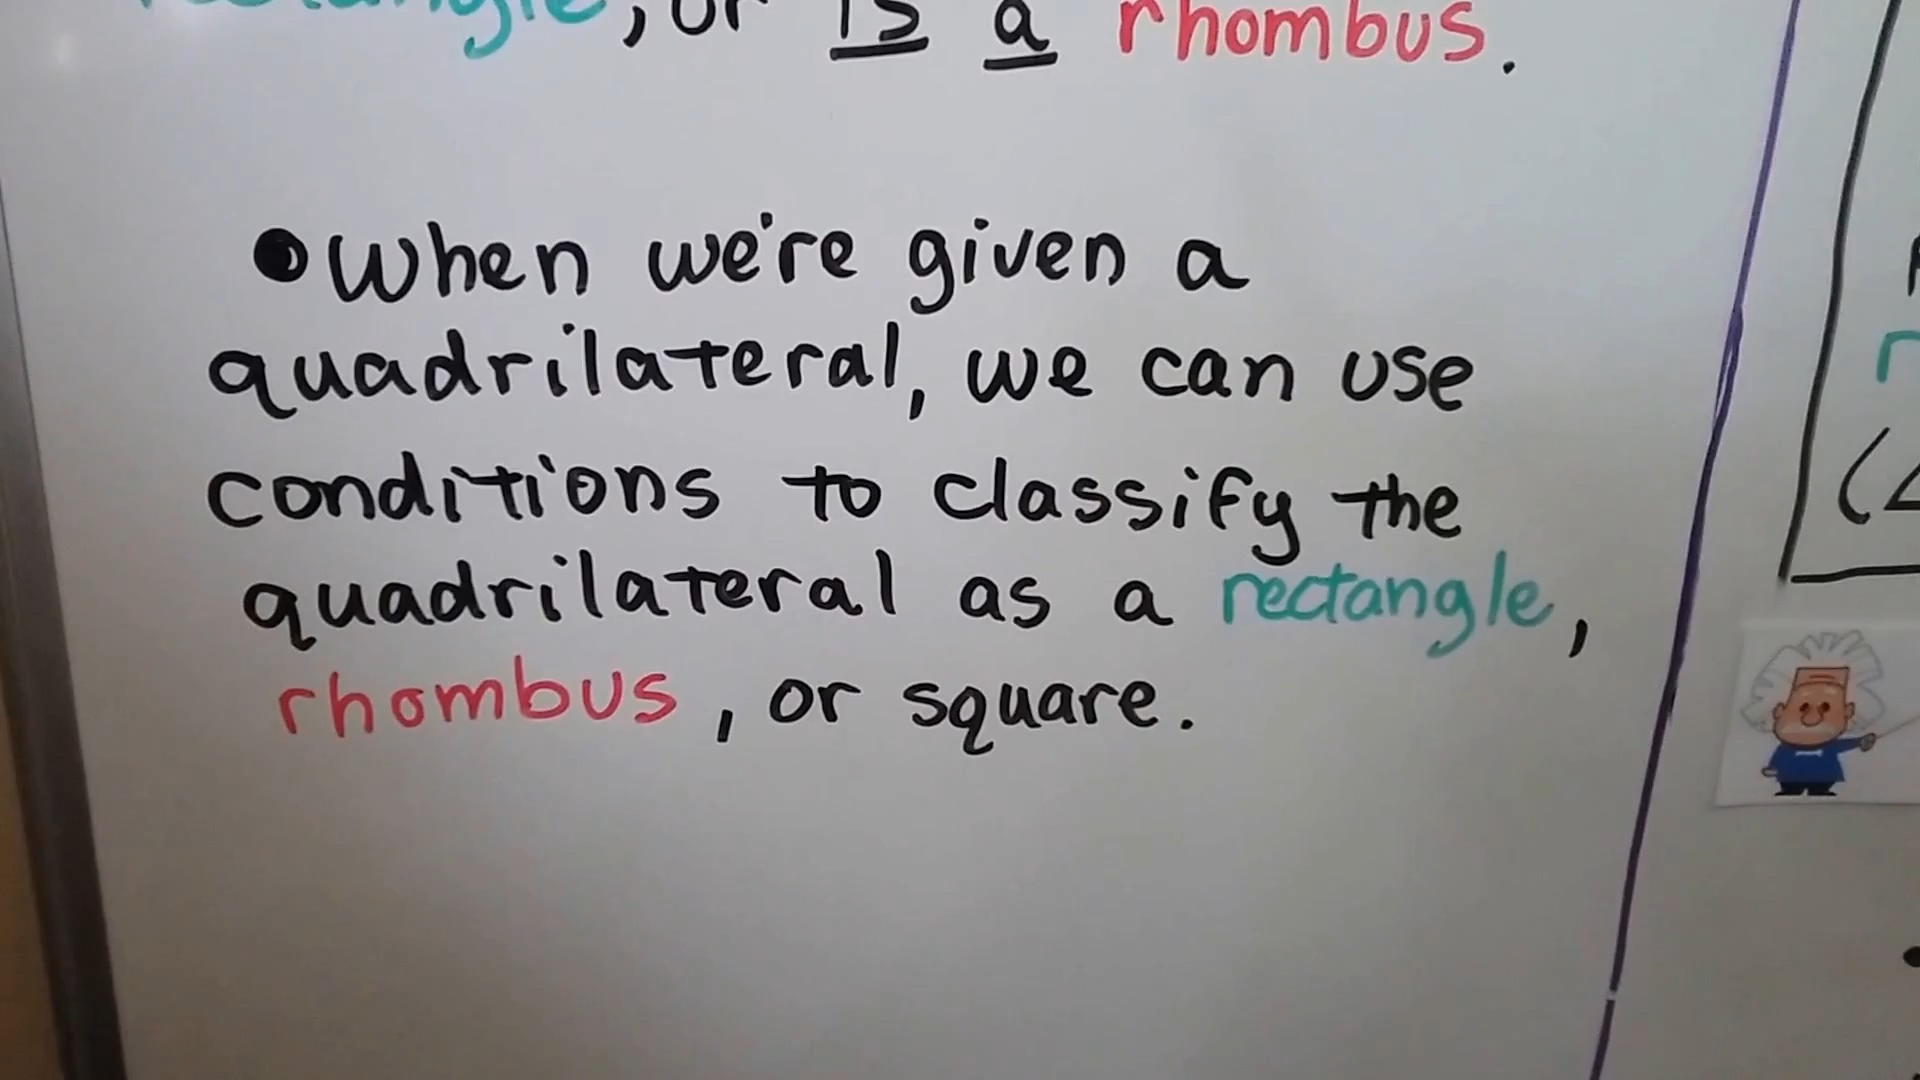 rectangle, or is a rhombus.
•When we're given a
quadrilateral, we can use
conditions to classify the
quadrilateral as a rectangle,
rhombus, or square.